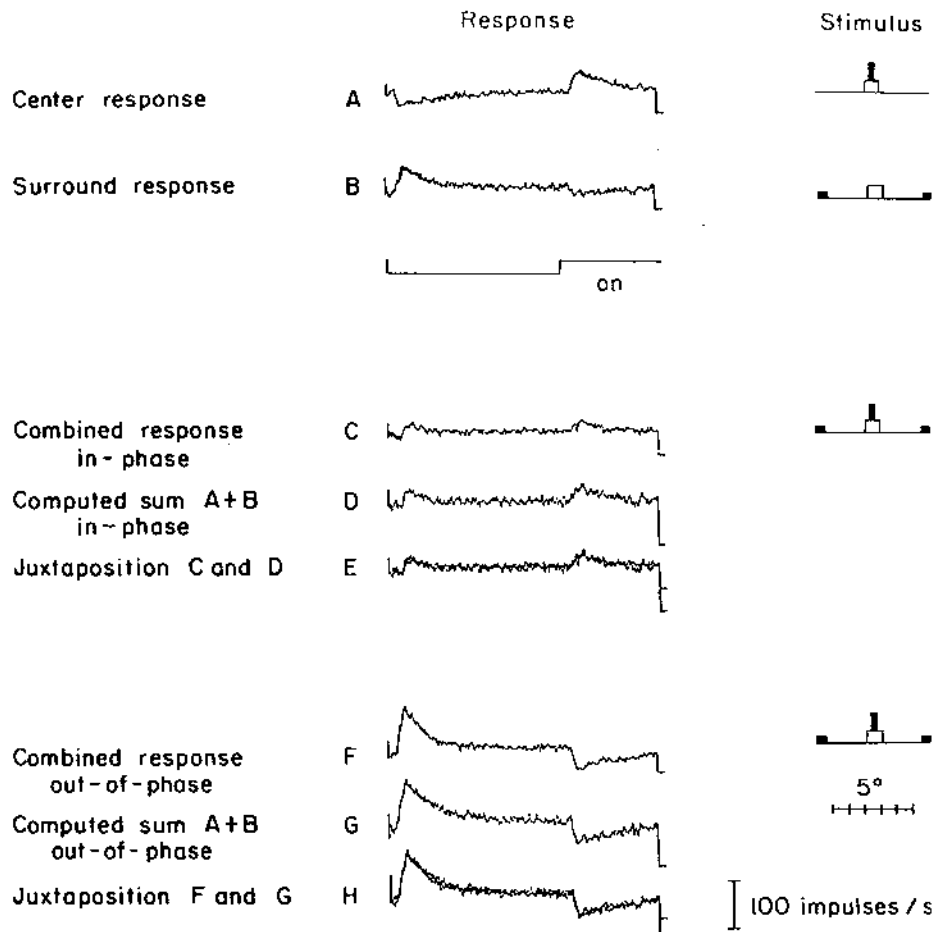 Response Stimulus
Center response A
Surround response B
on
Combined response C
in-phase
Computed sum A+B D
in-phase
Juxtaposition C and D E
Combined response F
out-of-phase
5°
Computed sum A+B G
out-of-phase
Juxtaposition F and G H
100 impulses/s